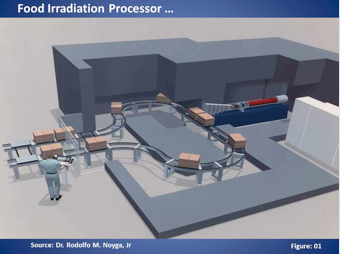 Food Irradiation Processor ...
Source: Dr. Rodolfo M. Noyga, Jr
Figure: 01